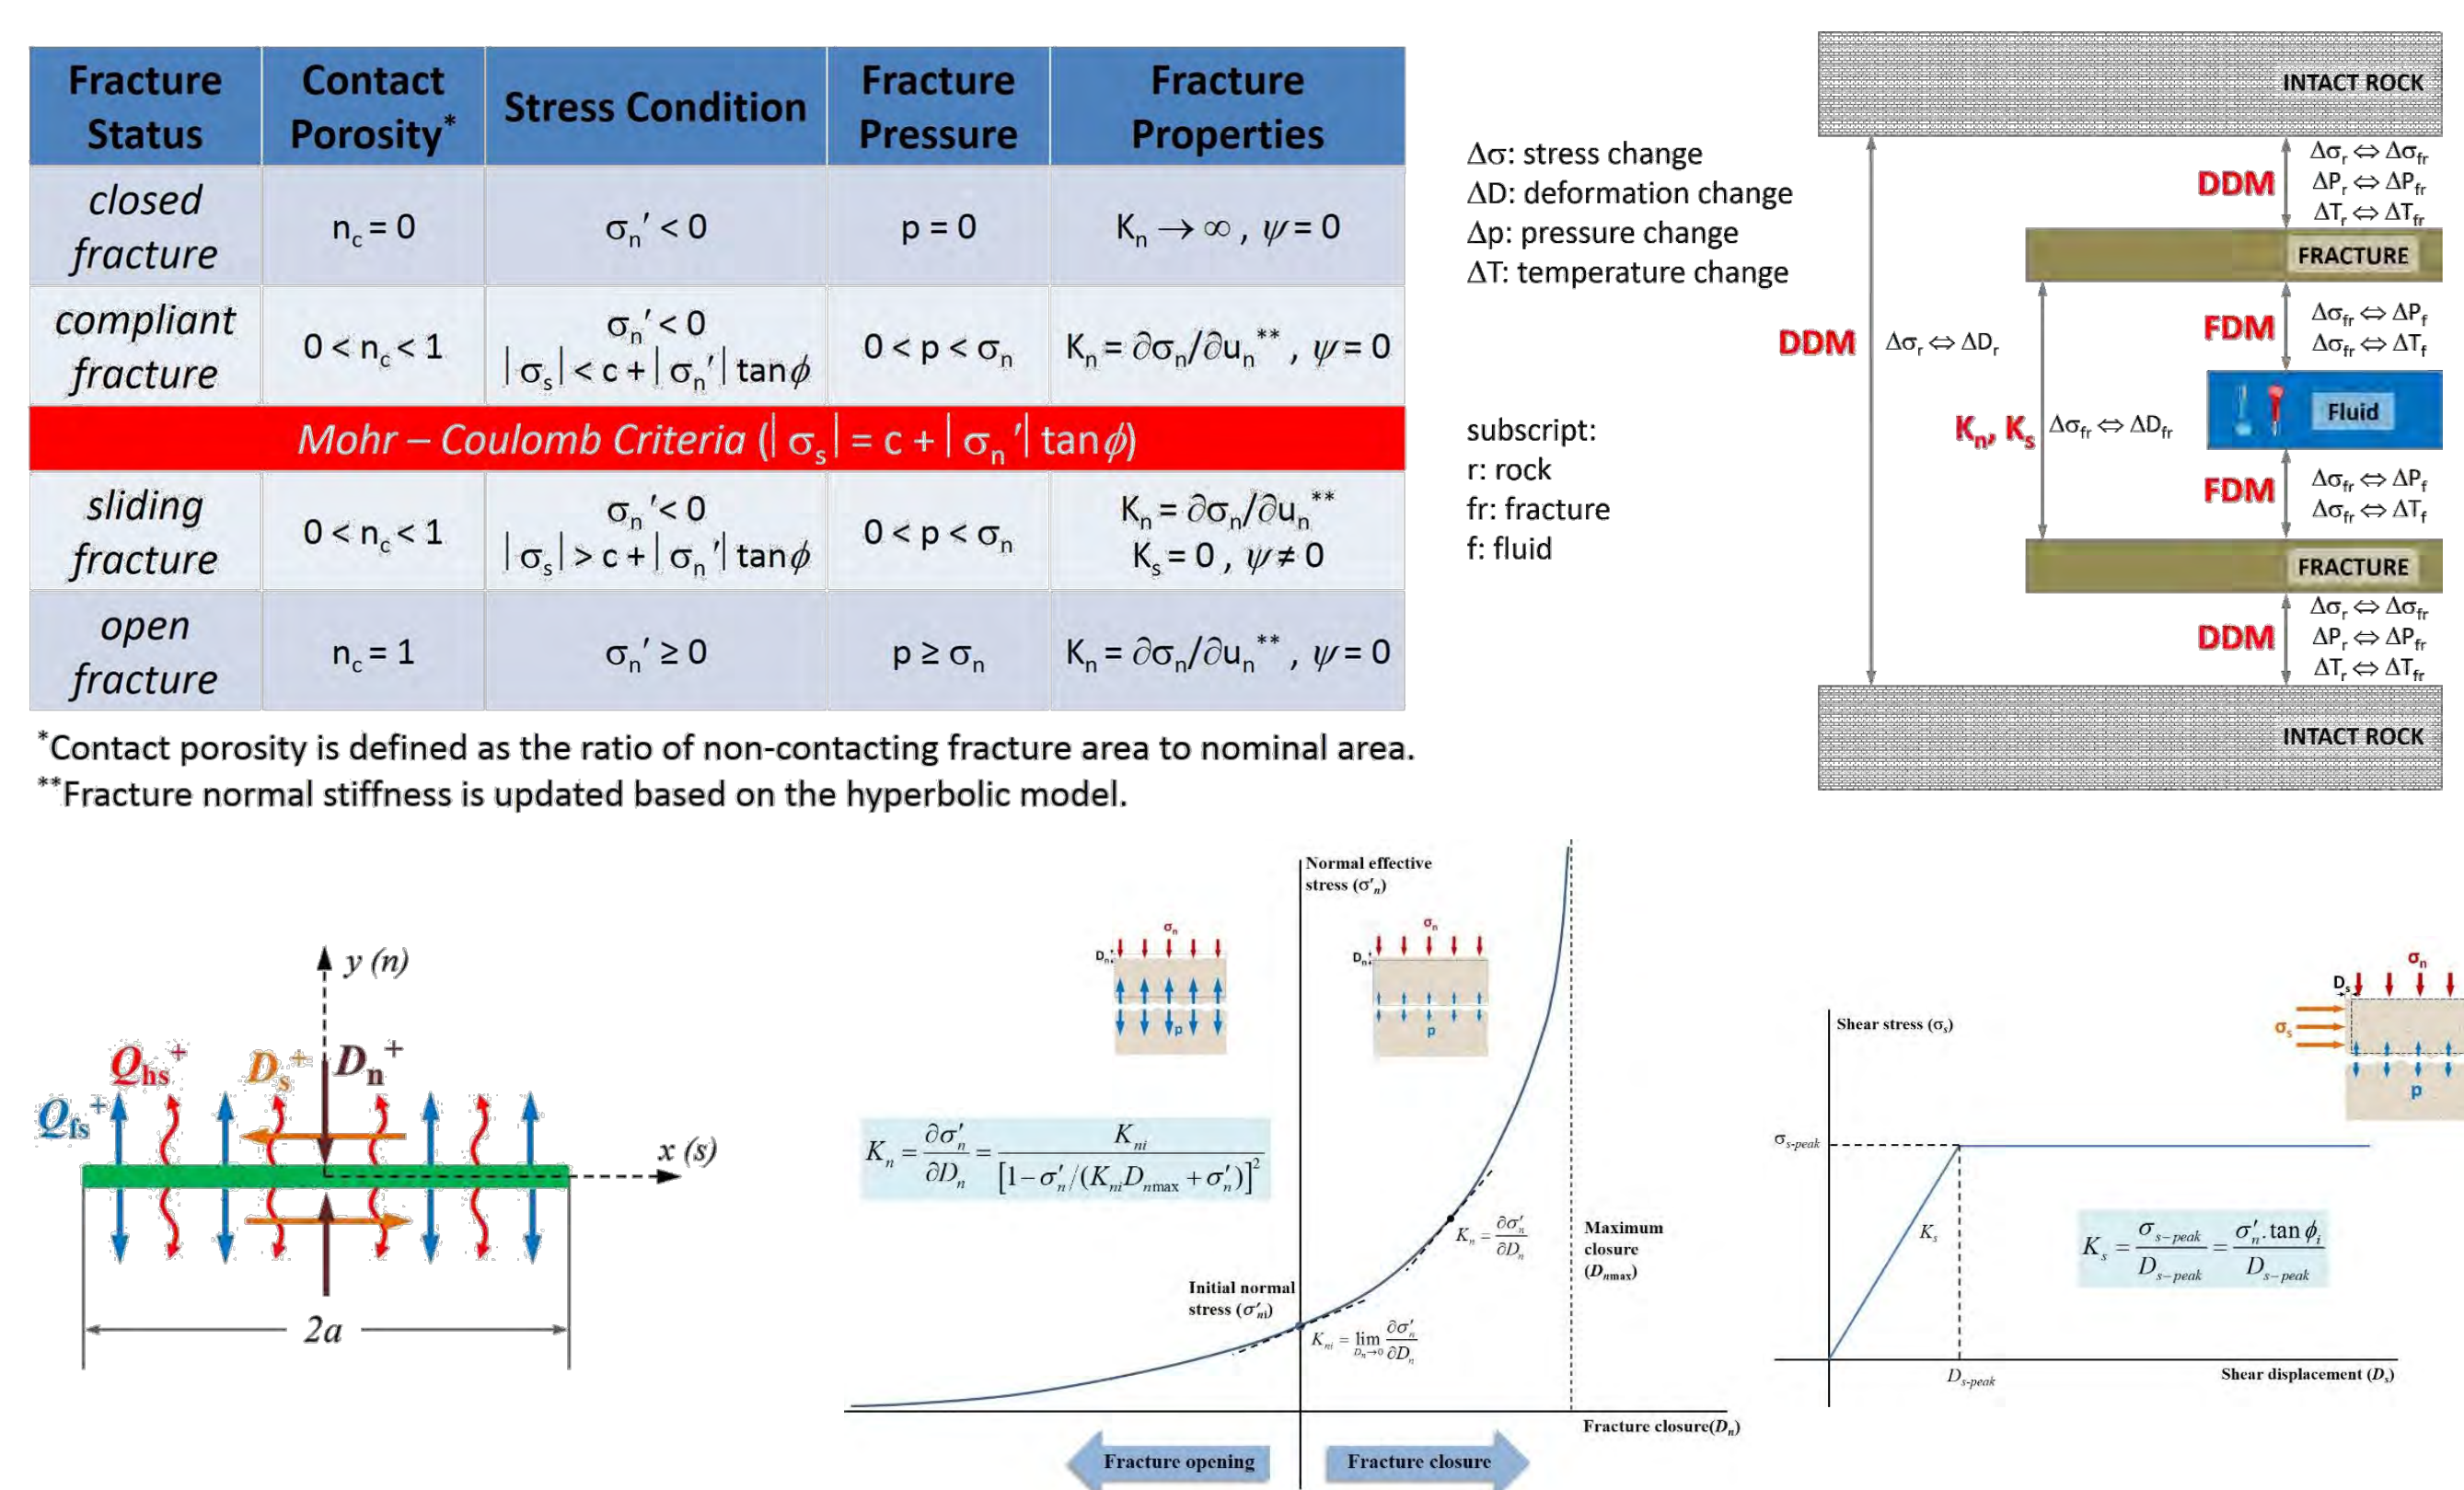 Fracture Status
Contact Porosity*
Stress Condition
Fracture Pressure
Fracture Properties
closed fracture
n_c = 0
σ_n′ < 0
p = 0
K_n → ∞ , ψ = 0
compliant fracture
0 < n_c < 1
σ_n′ < 0
|σ_s| < c + |σ_n′| tanϕ
0 < p < σ_n
K_n = ∂σ_n/∂u_n** , ψ = 0
Mohr – Coulomb Criteria (|σ_s| = c + |σ_n′| tanϕ)
sliding fracture
0 < n_c < 1
σ_n′ < 0
|σ_s| > c + |σ_n′| tanϕ
0 < p < σ_n
K_n = ∂σ_n/∂u_n**
K_s = 0 , ψ ≠ 0
open fracture
n_c = 1
σ_n′ ≥ 0
p ≥ σ_n
K_n = ∂σ_n/∂u_n** , ψ = 0
*Contact porosity is defined as the ratio of non-contacting fracture area to nominal area.
**Fracture normal stiffness is updated based on the hyperbolic model.
Δσ: stress change
ΔD: deformation change
Δp: pressure change
ΔT: temperature change
subscript:
r: rock
fr: fracture
f: fluid
INTACT ROCK
DDM
Δσ_r ⇔ Δσ_fr
ΔP_r ⇔ ΔP_fr
ΔT_r ⇔ ΔT_fr
FRACTURE
FDM
Δσ_fr ⇔ ΔP_f
Δσ_fr ⇔ ΔT_f
DDM
Δσ_r ⇔ ΔD_r
K_n, K_s
Δσ_fr ⇔ ΔD_fr
Fluid
FDM
Δσ_fr ⇔ ΔP_f
Δσ_fr ⇔ ΔT_f
FRACTURE
DDM
Δσ_r ⇔ Δσ_fr
ΔP_r ⇔ ΔP_fr
ΔT_r ⇔ ΔT_fr
INTACT ROCK
y (n)
Q_hs^+
D_s^+
D_n^+
Q_fs^+
x (s)
2a
Normal effective
stress (σ′_n)
σ_n
D_n
p
σ_n
D_n
p
K_n = ∂σ′_n/∂D_n = K_ni/[1−σ′_n/(K_ni D_nmax + σ′_n)]^2
K_n = ∂σ′_n/∂D_n
Maximum
closure
(D_nmax)
Initial normal
stress (σ′_ni)
K_ni = lim_{D_n→0} ∂σ′_n/∂D_n
Fracture closure(D_n)
Fracture opening
Fracture closure
Shear stress (σ_s)
σ_n
D_s
σ_s
p
σ_s-peak
K_s
K_s = σ_s−peak/D_s−peak = σ′_n.tan ϕ_i/D_s−peak
D_s-peak
Shear displacement (D_s)